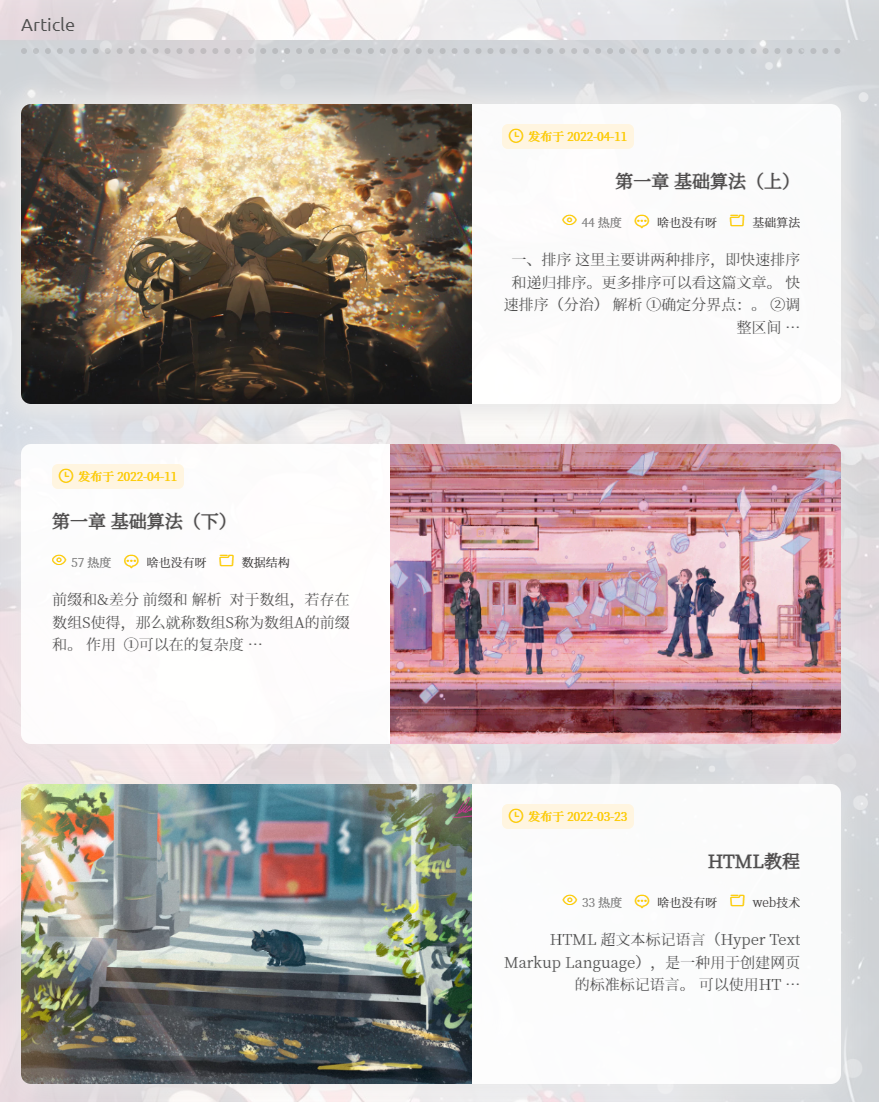 Article
发布于 2022-04-11
第一章 基础算法（上）
44 热度 啥也没有呀 基础算法
一、排序 这里主要讲两种排序，即快速排序
和递归排序。更多排序可以看这篇文章。 快
速排序（分治） 解析 ①确定分界点：。 ②调
整区间 …
发布于 2022-04-11
第一章 基础算法（下）
57 热度 啥也没有呀 数据结构
前缀和&差分 前缀和 解析 对于数组，若存在
数组S使得，那么就称数组S称为数组A的前缀
和。 作用 ①可以在的复杂度 …
发布于 2022-03-23
HTML教程
33 热度 啥也没有呀 web技术
HTML 超文本标记语言（Hyper Text
Markup Language），是一种用于创建网页
的标准标记语言。 可以使用HT …